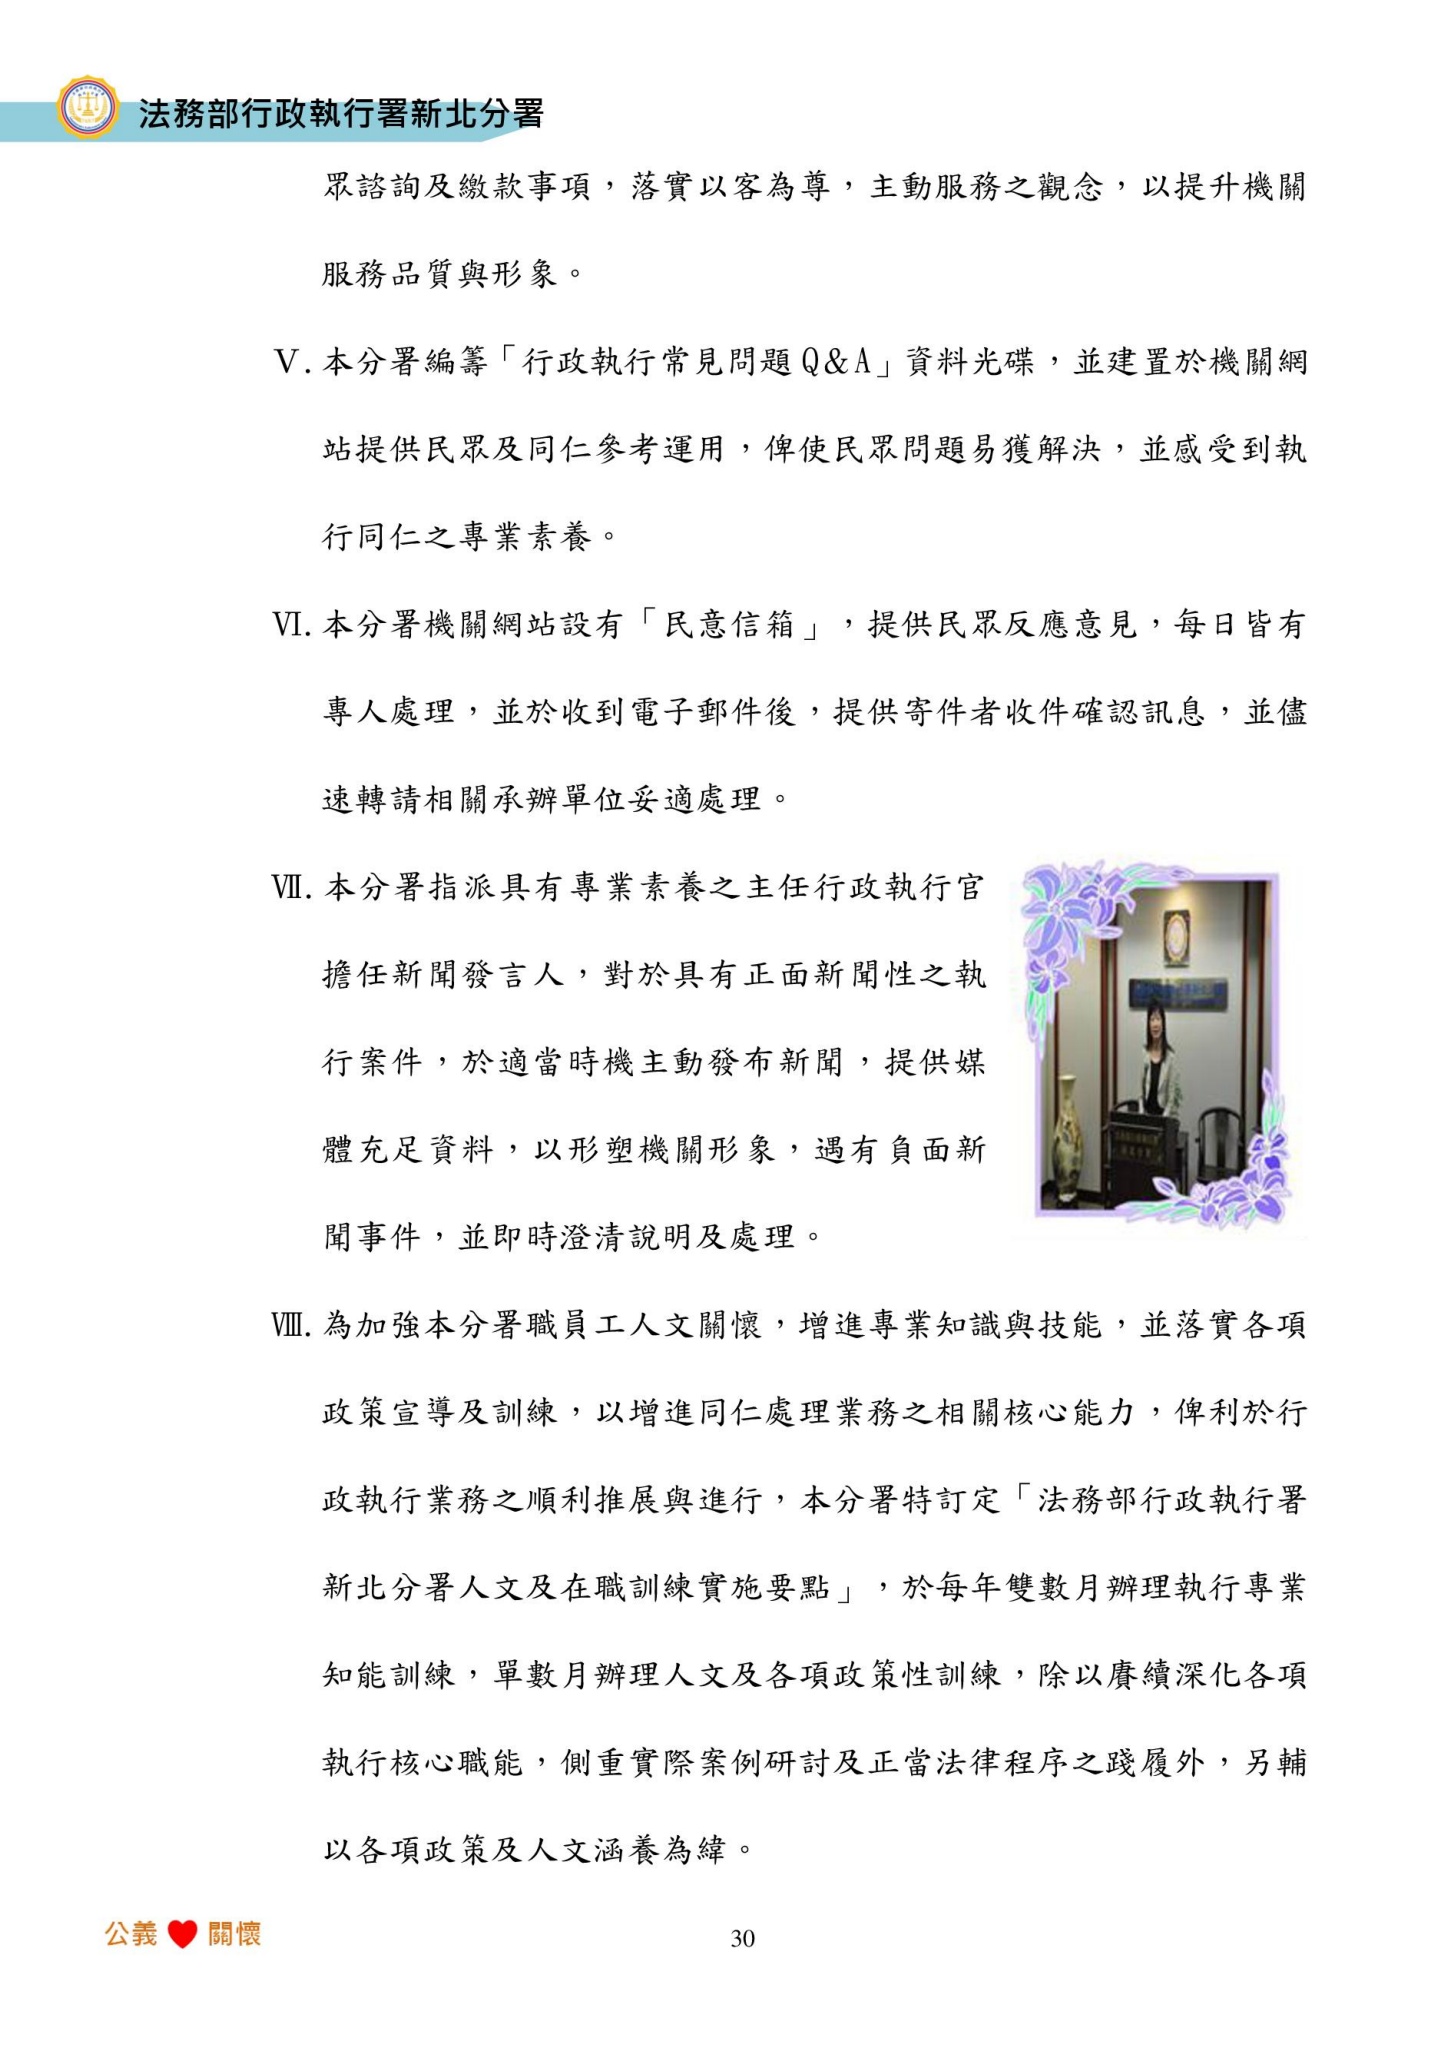 法務部行政執行署新北分署
眾諮詢及繳款事項，落實以客為尊，主動服務之觀念，以提升機關
服務品質與形象。
Ⅴ. 本分署編籌「行政執行常見問題 Q&A」資料光碟，並建置於機關網
站提供民眾及同仁參考運用，俾使民眾問題易獲解決，並感受到執
行同仁之專業素養。
Ⅵ. 本分署機關網站設有「民意信箱」，提供民眾反應意見，每日皆有
專人處理，並於收到電子郵件後，提供寄件者收件確認訊息，並儘
速轉請相關承辦單位妥適處理。
Ⅶ. 本分署指派具有專業素養之主任行政執行官
擔任新聞發言人，對於具有正面新聞性之執
行案件，於適當時機主動發布新聞，提供媒
體充足資料，以形塑機關形象，遇有負面新
聞事件，並即時澄清說明及處理。
Ⅷ. 為加強本分署職員工人文關懷，增進專業知識與技能，並落實各項
政策宣導及訓練，以增進同仁處理業務之相關核心能力，俾利於行
政執行業務之順利推展與進行，本分署特訂定「法務部行政執行署
新北分署人文及在職訓練實施要點」，於每年雙數月辦理執行專業
知能訓練，單數月辦理人文及各項政策性訓練，除以賡續深化各項
執行核心職能，側重實際案例研討及正當法律程序之踐履外，另輔
以各項政策及人文涵養為緯。
公義 關懷
30